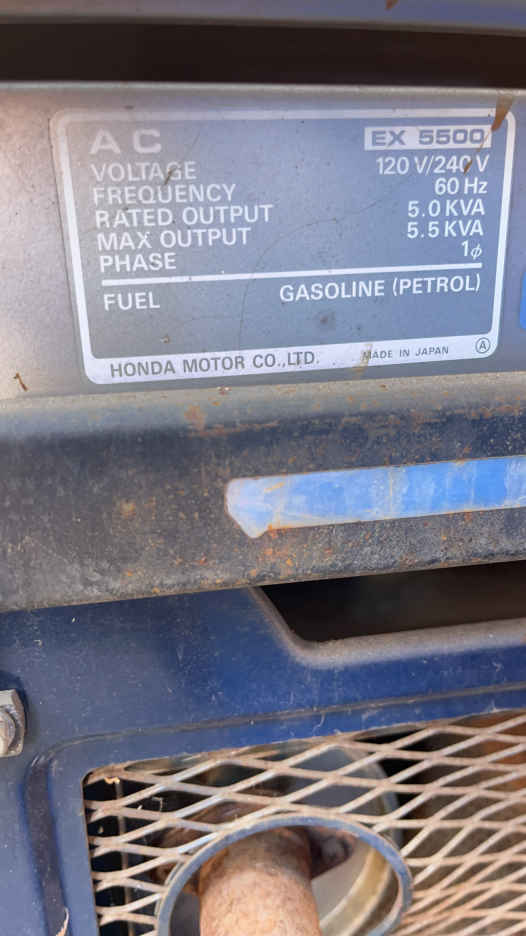 AC EX 5500
VOLTAGE 120 V/240 V
FREQUENCY 60 Hz
RATED OUTPUT 5.0 KVA
MAX OUTPUT 5.5 KVA
PHASE 1ϕ
FUEL GASOLINE (PETROL)
HONDA MOTOR CO.,LTD. MADE IN JAPAN Ⓐ